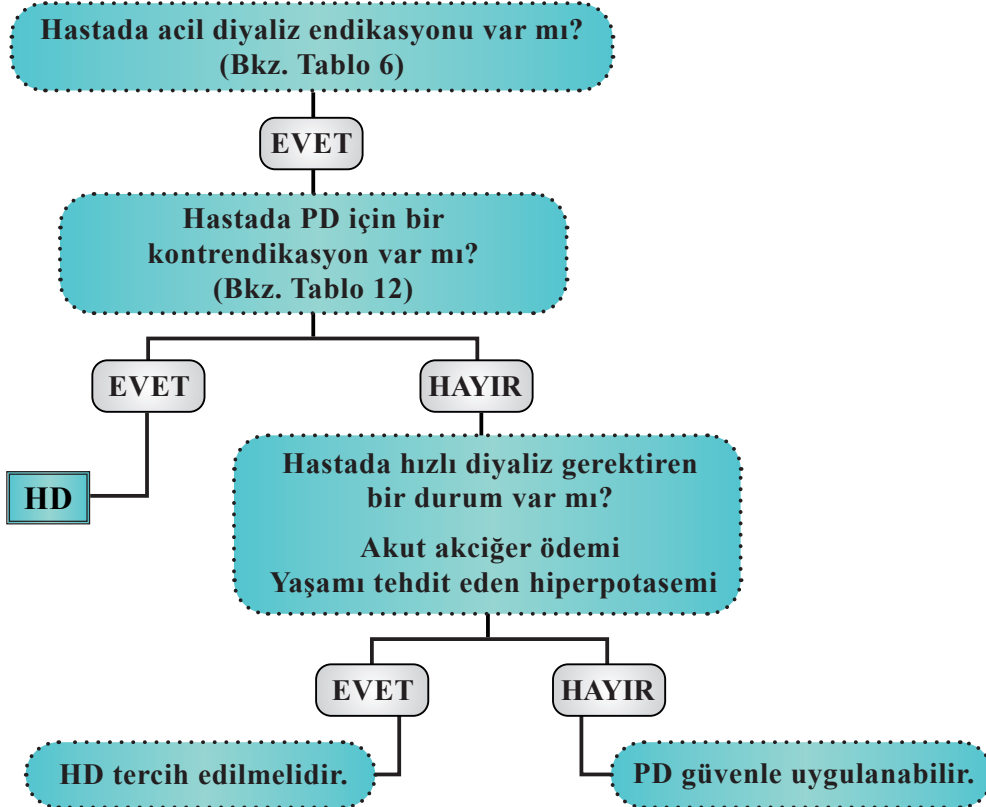 Hastada acil diyaliz endikasyonu var mı?
(Bkz. Tablo 6)
EVET
Hastada PD için bir
kontrendikasyon var mı?
(Bkz. Tablo 12)
EVET
HAYIR
HD
Hastada hızlı diyaliz gerektiren
bir durum var mı?
Akut akciğer ödemi
Yaşamı tehdit eden hiperpotasemi
EVET
HAYIR
HD tercih edilmelidir.
PD güvenle uygulanabilir.